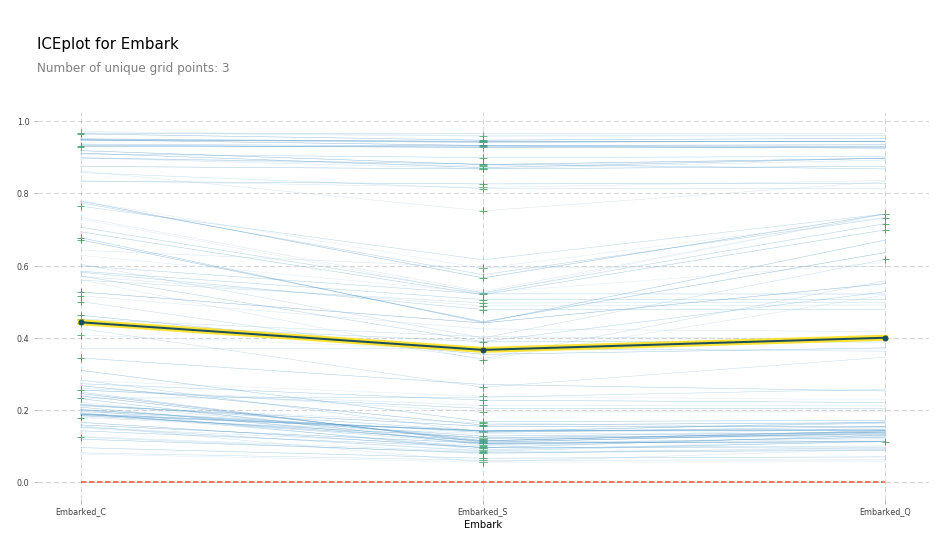 ICEplot for Embark
Number of unique grid points: 3
1.0
0.8
0.6
0.4
0.2
0.0
Embarked_C
Embarked_S
Embarked_Q
Embark